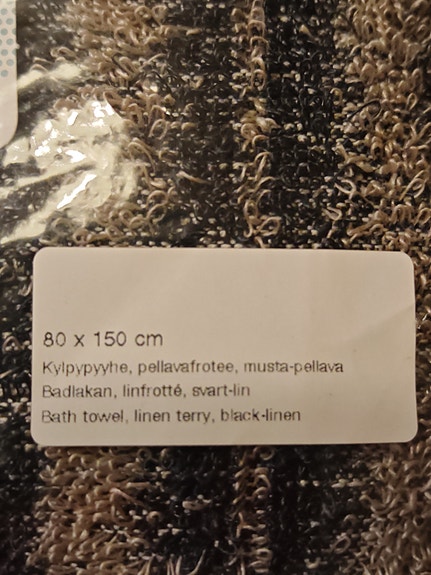 80 x 150 cm
Kylpypyyhe, pellavafrotee, musta-pellava
Badlakan, linfrotté, svart-lin
Bath towel, linen terry, black-linen